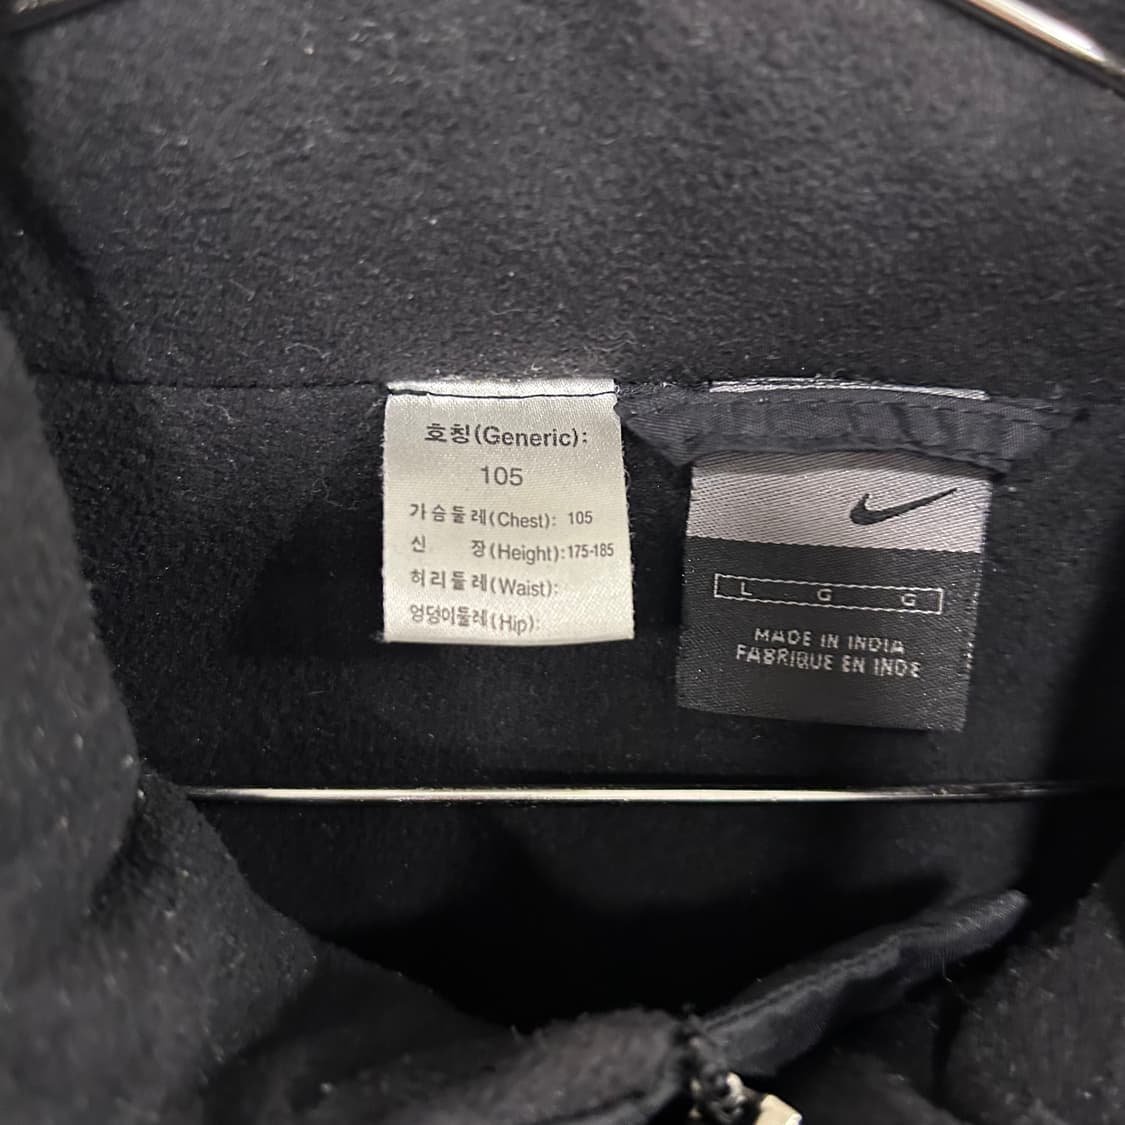 호칭(Generic):
105
가슴둘레(Chest): 105
신 장(Height):175-185
허리둘레(Waist):
엉덩이둘레(Hip):
L G G
MADE IN INDIA
FABRIQUE EN INDE